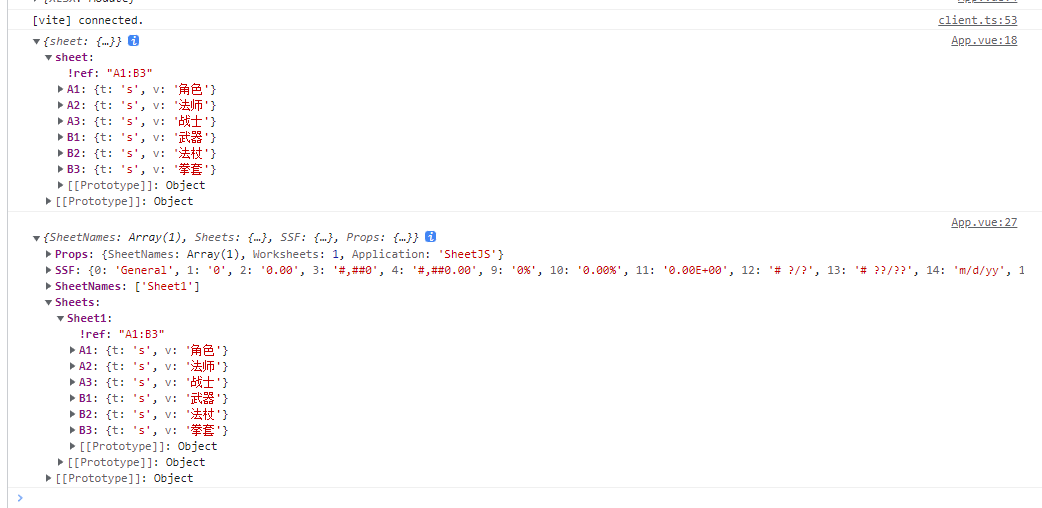 [vite] connected. client.ts:53
{sheet: {…}} App.vue:18
sheet:
!ref: "A1:B3"
A1: {t: 's', v: '角色'}
A2: {t: 's', v: '法师'}
A3: {t: 's', v: '战士'}
B1: {t: 's', v: '武器'}
B2: {t: 's', v: '法杖'}
B3: {t: 's', v: '拳套'}
[[Prototype]]: Object
[[Prototype]]: Object
App.vue:27
{SheetNames: Array(1), Sheets: {…}, SSF: {…}, Props: {…}}
Props: {SheetNames: Array(1), Worksheets: 1, Application: 'SheetJS'}
SSF: {0: 'General', 1: '0', 2: '0.00', 3: '#,##0', 4: '#,##0.00', 9: '0%', 10: '0.00%', 11: '0.00E+00', 12: '# ?/?', 13: '# ??/??', 14: 'm/d/yy', 1
SheetNames: ['Sheet1']
Sheets:
Sheet1:
!ref: "A1:B3"
A1: {t: 's', v: '角色'}
A2: {t: 's', v: '法师'}
A3: {t: 's', v: '战士'}
B1: {t: 's', v: '武器'}
B2: {t: 's', v: '法杖'}
B3: {t: 's', v: '拳套'}
[[Prototype]]: Object
[[Prototype]]: Object
[[Prototype]]: Object